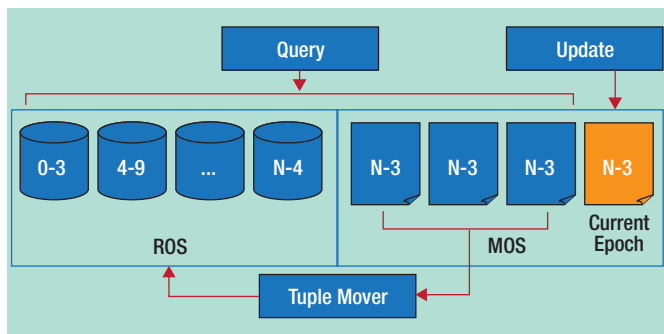 Query
Update
0-3
4-9
...
N-4
N-3
N-3
N-3
N-3
Current
Epoch
ROS
MOS
Tuple Mover